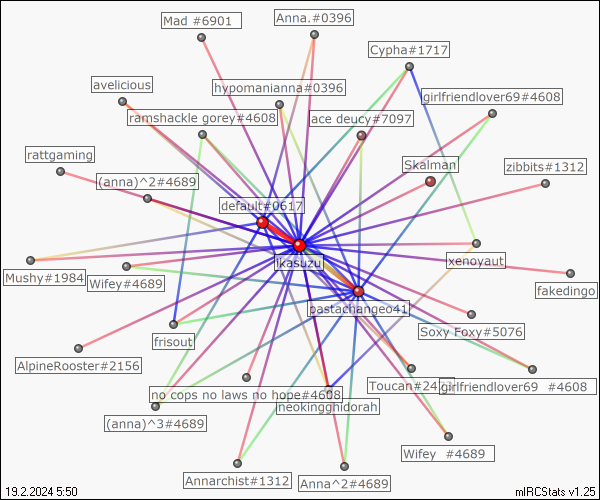 Mad #6901
Anna.#0396
Cypha#1717
avelicious
hypomanianna#0396
girlfriendlover69#4608
ramshackle gorey#4608
ace deucy#7097
rattgaming
Skalman
zibbits#1312
(anna)^2#4689
default#0617
ikasuzu
xenoyaut
Mushy#1984
Wifey#4689
fakedingo
pastachangeo41
frisout
Soxy Foxy#5076
AlpineRooster#2156
no cops no laws no hope#4608
Toucan#24
girlfriendlover69 #4608
neokingghidorah
(anna)^3#4689
Wifey #4689
Annarchist#1312
Anna^2#4689
19.2.2024 5:50
mIRCStats v1.25